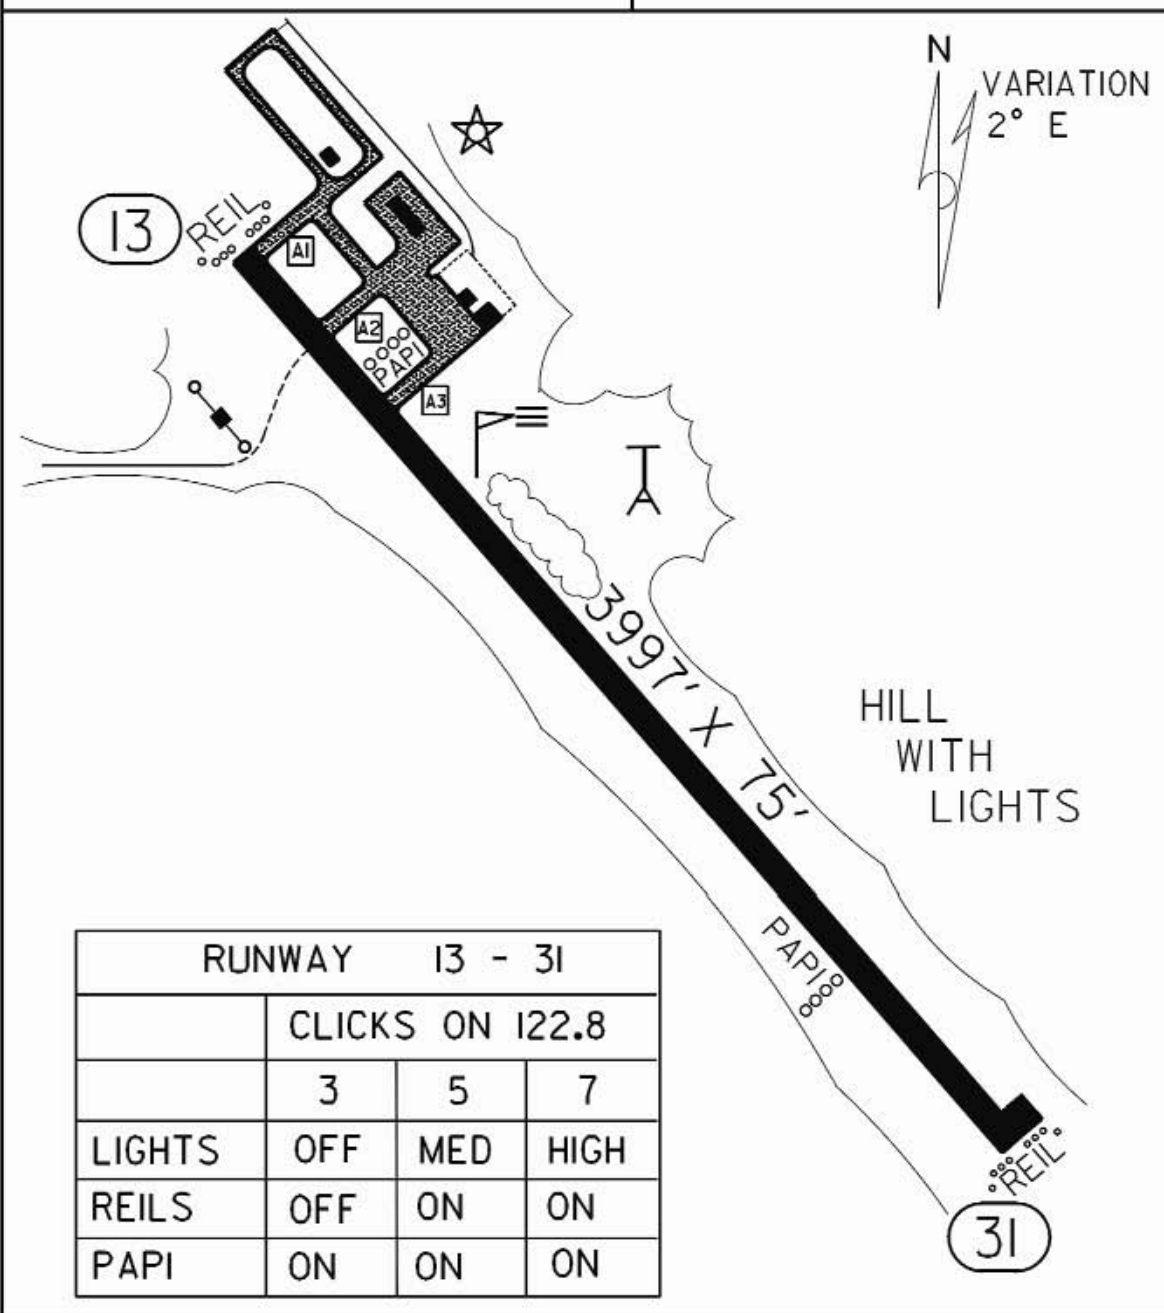 N
VARIATION
2° E
13
REIL
A1
A2
PAPI
A3
3997' X 75'
HILL
WITH
LIGHTS
PAPI
REIL
31
RUNWAY 13 - 31
CLICKS ON 122.8
3 5 7
LIGHTS OFF MED HIGH
REILS OFF ON ON
PAPI ON ON ON